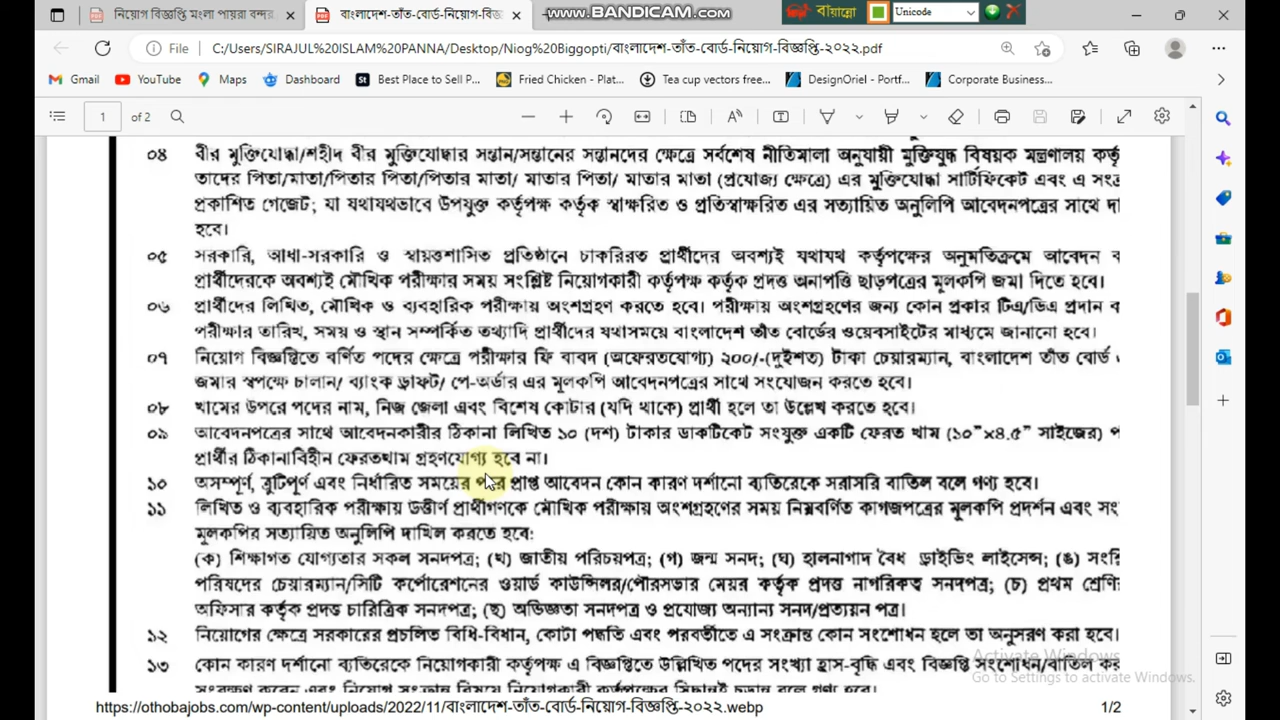 নিয়োগ বিজ্ঞপ্তি মংলা পায়রা বন্দর
বাংলাদেশ-তাঁত-বোর্ড-নিয়োগ-বিজ্ঞ
www.BANDICAM.com
বায়ান্নো
Unicode
File
C:/Users/SIRAJUL%20ISLAM%20PANNA/Desktop/Niog%20Biggopti/বাংলাদেশ-তাঁত-বোর্ড-নিয়োগ-বিজ্ঞপ্তি-২০২২.pdf
Gmail YouTube Maps Dashboard Best Place to Sell P... Fried Chicken - Plat... Tea cup vectors free... DesignOriel - Portf... Corporate Business...
1 of 2
০৪ বীর মুক্তিযোদ্ধা/শহীদ বীর মুক্তিযোদ্ধার সন্তান/সন্তানের সন্তানদের ক্ষেত্রে সর্বশেষ নীতিমালা অনুযায়ী মুক্তিযুদ্ধ বিষয়ক মন্ত্রণালয় কর্তৃ
তাদের পিতা/মাতা/পিতার পিতা/পিতার মাতা/ মাতার পিতা/ মাতার মাতা (প্রযোজ্য ক্ষেত্রে) এর মুক্তিযোদ্ধা সার্টিফিকেট এবং এ সংক্র
প্রকাশিত গেজেট; যা যথাযথভাবে উপযুক্ত কর্তৃপক্ষ কর্তৃক স্বাক্ষরিত ও প্রতিস্বাক্ষরিত এর সত্যায়িত অনুলিপি আবেদনপত্রের সাথে দা
হবে।
০৫ সরকারি, আধা-সরকারি ও স্বায়ত্তশাসিত প্রতিষ্ঠানে চাকরিরত প্রার্থীদের অবশ্যই যথাযথ কর্তৃপক্ষের অনুমতিক্রমে আবেদন ক
প্রার্থীদেরকে অবশ্যই মৌখিক পরীক্ষার সময় সংশ্লিষ্ট নিয়োগকারী কর্তৃপক্ষ কর্তৃক প্রদত্ত অনাপত্তি ছাড়পত্রের মূলকপি জমা দিতে হবে।
০৬ প্রার্থীদের লিখিত, মৌখিক ও ব্যবহারিক পরীক্ষায় অংশগ্রহণ করতে হবে। পরীক্ষায় অংশগ্রহণের জন্য কোন প্রকার টিএ/ডিএ প্রদান ক
পরীক্ষার তারিখ, সময় ও স্থান সম্পর্কিত তথ্যাদি প্রার্থীদের যথাসময়ে বাংলাদেশ তাঁত বোর্ডের ওয়েবসাইটের মাধ্যমে জানানো হবে।
০৭ নিয়োগ বিজ্ঞপ্তিতে বর্ণিত পদের ক্ষেত্রে পরীক্ষার ফি বাবদ (অফেরতযোগ্য) ২০০/-(দুইশত) টাকা চেয়ারম্যান, বাংলাদেশ তাঁত বোর্ড
জমার স্বপক্ষে চালান/ ব্যাংক ড্রাফট/ পে-অর্ডার এর মূলকপি আবেদনপত্রের সাথে সংযোজন করতে হবে।
০৮ খামের উপরে পদের নাম, নিজ জেলা এবং বিশেষ কোটার (যদি থাকে) প্রার্থী হলে তা উল্লেখ করতে হবে।
০৯ আবেদনপত্রের সাথে আবেদনকারীর ঠিকানা লিখিত ১০ (দশ) টাকার ডাকটিকেট সংযুক্ত একটি ফেরত খাম (১০"x৪.৫" সাইজের) প
প্রার্থীর ঠিকানাবিহীন ফেরতখাম গ্রহণযোগ্য হবে না।
১০ অসম্পূর্ণ, ত্রুটিপূর্ণ এবং নির্ধারিত সময়ের পরে প্রাপ্ত আবেদন কোন কারণ দর্শানো ব্যতিরেকে সরাসরি বাতিল বলে গণ্য হবে।
১১ লিখিত ও ব্যবহারিক পরীক্ষায় উত্তীর্ণ প্রার্থীগণকে মৌখিক পরীক্ষায় অংশগ্রহণের সময় নিম্নবর্ণিত কাগজপত্রের মূলকপি প্রদর্শন এবং সং
মূলকপির সত্যায়িত অনুলিপি দাখিল করতে হবে:
(ক) শিক্ষাগত যোগ্যতার সকল সনদপত্র; (খ) জাতীয় পরিচয়পত্র; (গ) জন্ম সনদ; (ঘ) হালনাগাদ বৈধ ড্রাইভিং লাইসেন্স; (ঙ) সংশ্লি
পরিষদের চেয়ারম্যান/সিটি কর্পোরেশনের ওয়ার্ড কাউন্সিলর/পৌরসভার মেয়র কর্তৃক প্রদত্ত নাগরিকত্ব সনদপত্র; (চ) প্রথম শ্রেণি
অফিসার কর্তৃক প্রদত্ত চারিত্রিক সনদপত্র; (ছ) অভিজ্ঞতা সনদপত্র ও প্রযোজ্য অন্যান্য সনদ/প্রত্যয়ন পত্র।
১২ নিয়োগের ক্ষেত্রে সরকারের প্রচলিত বিধি-বিধান, কোটা পদ্ধতি এবং পরবর্তীতে এ সংক্রান্ত কোন সংশোধন হলে তা অনুসরণ করা হবে।
১৩ কোন কারণ দর্শানো ব্যতিরেকে নিয়োগকারী কর্তৃপক্ষ এ বিজ্ঞপ্তিতে উল্লিখিত পদের সংখ্যা হ্রাস-বৃদ্ধি এবং বিজ্ঞপ্তি সংশোধন/বাতিল কর
সংরক্ষণ করেন এবং নিয়োগ সংক্রান্ত বিষয়ে নিয়োগকারী কর্তৃপক্ষের সিদ্ধান্তই চূড়ান্ত বলে গণ্য হবে।
Activate Windows
Go to Settings to activate Windows.
https://othobajobs.com/wp-content/uploads/2022/11/বাংলাদেশ-তাঁত-বোর্ড-নিয়োগ-বিজ্ঞপ্তি-২০২২.webp 1/2